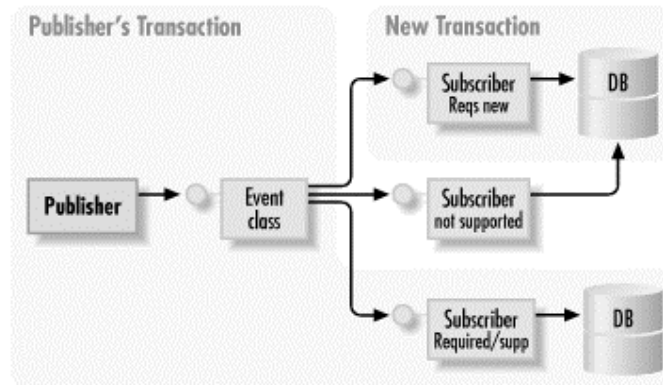 Publisher's Transaction
New Transaction
Subscriber
Reqs new
DB
Publisher
Event
class
Subscriber
not supported
Subscriber
Required/supp
DB